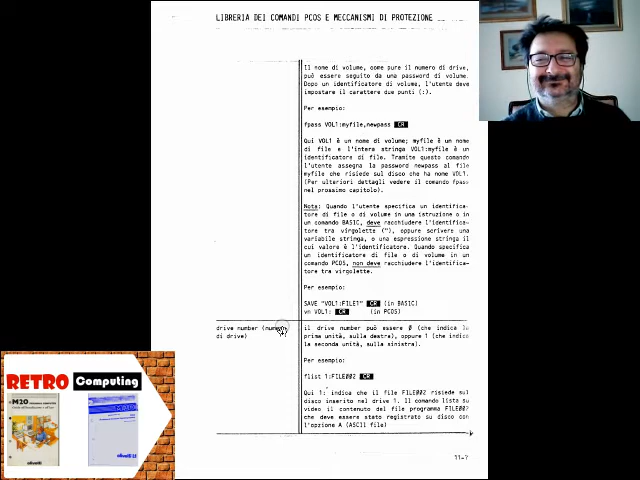 LIBRERIA DEI COMANDI PCOS E MECCANISMI DI PROTEZIONE
Il nome di volume, come pure il numero di drive,
può essere seguito da una password di volume.
Dopo un identificatore di volume, l'utente deve
impostare il carattere due punti (:).
Per esempio:
fpass VOL1:myfile,newpass CR
Qui VOL1 è un nome di volume; myfile è un nome
di file e l'intera stringa VOL1:myfile è un
identificatore di file. Tramite questo comando
l'utente assegna la password newpass al file
myfile che risiede sul disco che ha nome VOL1.
(Per ulteriori dettagli vedere il comando fpass
nel prossimo capitolo).
Nota: Quando l'utente specifica un identifica-
tore di file o di volume in una istruzione o in
un comando BASIC, deve racchiudere l'identifica-
tore tra virgolette ("), oppure scrivere una
variabile stringa, o una espressione stringa il
cui valore è l'identificatore. Quando specifica
un identificatore di file o di volume in un
comando PCOS, non deve racchiudere l'identifica-
tore tra virgolette.
Per esempio:
SAVE "VOL1:FILE1" CR (in BASIC)
vn VOL1: CR (in PCOS)
drive number (numero
di drive)
il drive number può essere 0 (che indica la
prima unità, sulla destra), oppure 1 (che indica
la seconda unità, sulla sinistra).
Per esempio:
flist 1:FILE002 CR
Qui 1: indica che il file FILE002 risiede sul
disco inserito nel drive 1. Il comando lista su
video il contenuto del file programma FILE002
che deve essere stato registrato su disco con
l'opzione A (ASCII file)
11-7
RETRO Computing
M10
olivetti
olivetti